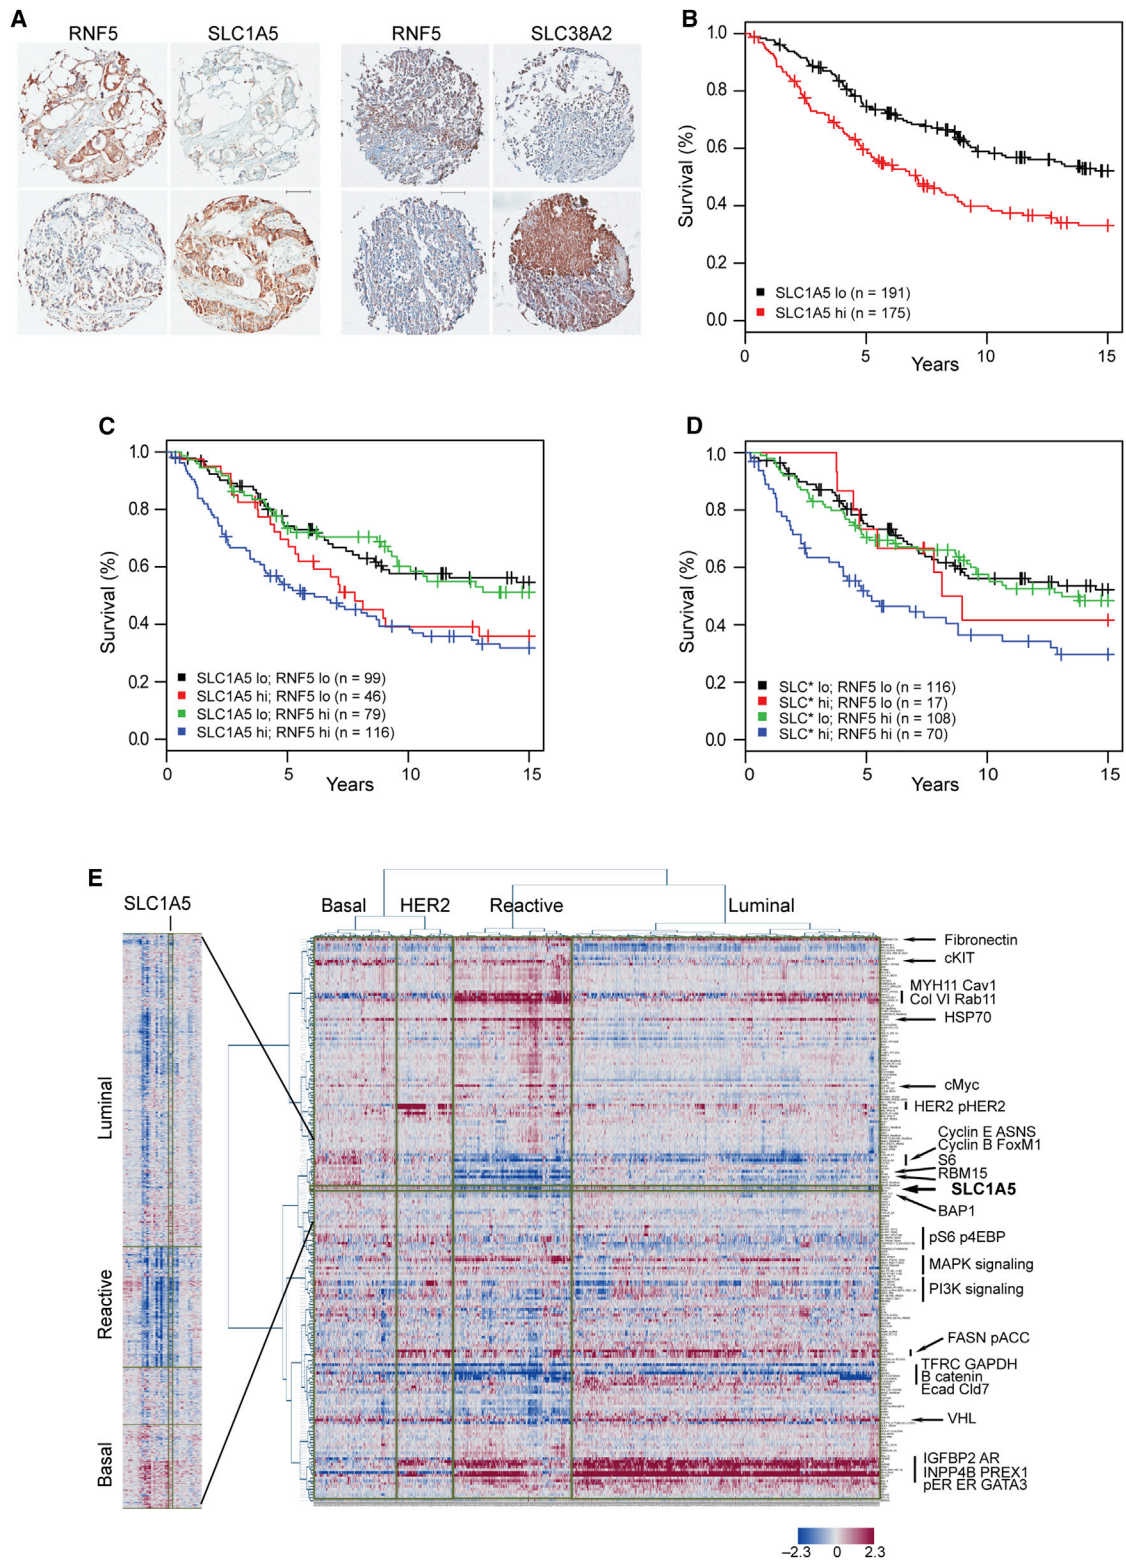 A
RNF5
SLC1A5
RNF5
SLC38A2
B
Survival (%)
1.0
0.8
0.6
0.4
0.2
0.0
SLC1A5 lo (n = 191)
SLC1A5 hi (n = 175)
0
5
10
15
Years
C
Survival (%)
1.0
0.8
0.6
0.4
0.2
0.0
SLC1A5 lo; RNF5 lo (n = 99)
SLC1A5 hi; RNF5 lo (n = 46)
SLC1A5 lo; RNF5 hi (n = 79)
SLC1A5 hi; RNF5 hi (n = 116)
0
5
10
15
Years
D
Survival (%)
1.0
0.8
0.6
0.4
0.2
0.0
SLC* lo; RNF5 lo (n = 116)
SLC* hi; RNF5 lo (n = 17)
SLC* lo; RNF5 hi (n = 108)
SLC* hi; RNF5 hi (n = 70)
0
5
10
15
Years
E
SLC1A5
Luminal
Reactive
Basal
Basal
HER2
Reactive
Luminal
Fibronectin
cKIT
MYH11 Cav1
Col VI Rab11
HSP70
cMyc
HER2 pHER2
Cyclin E ASNS
Cyclin B FoxM1
S6
RBM15
SLC1A5
BAP1
pS6 p4EBP
MAPK signaling
PI3K signaling
FASN pACC
TFRC GAPDH
B catenin
Ecad Cld7
VHL
IGFBP2 AR
INPP4B PREX1
pER ER GATA3
−2.3
0
2.3